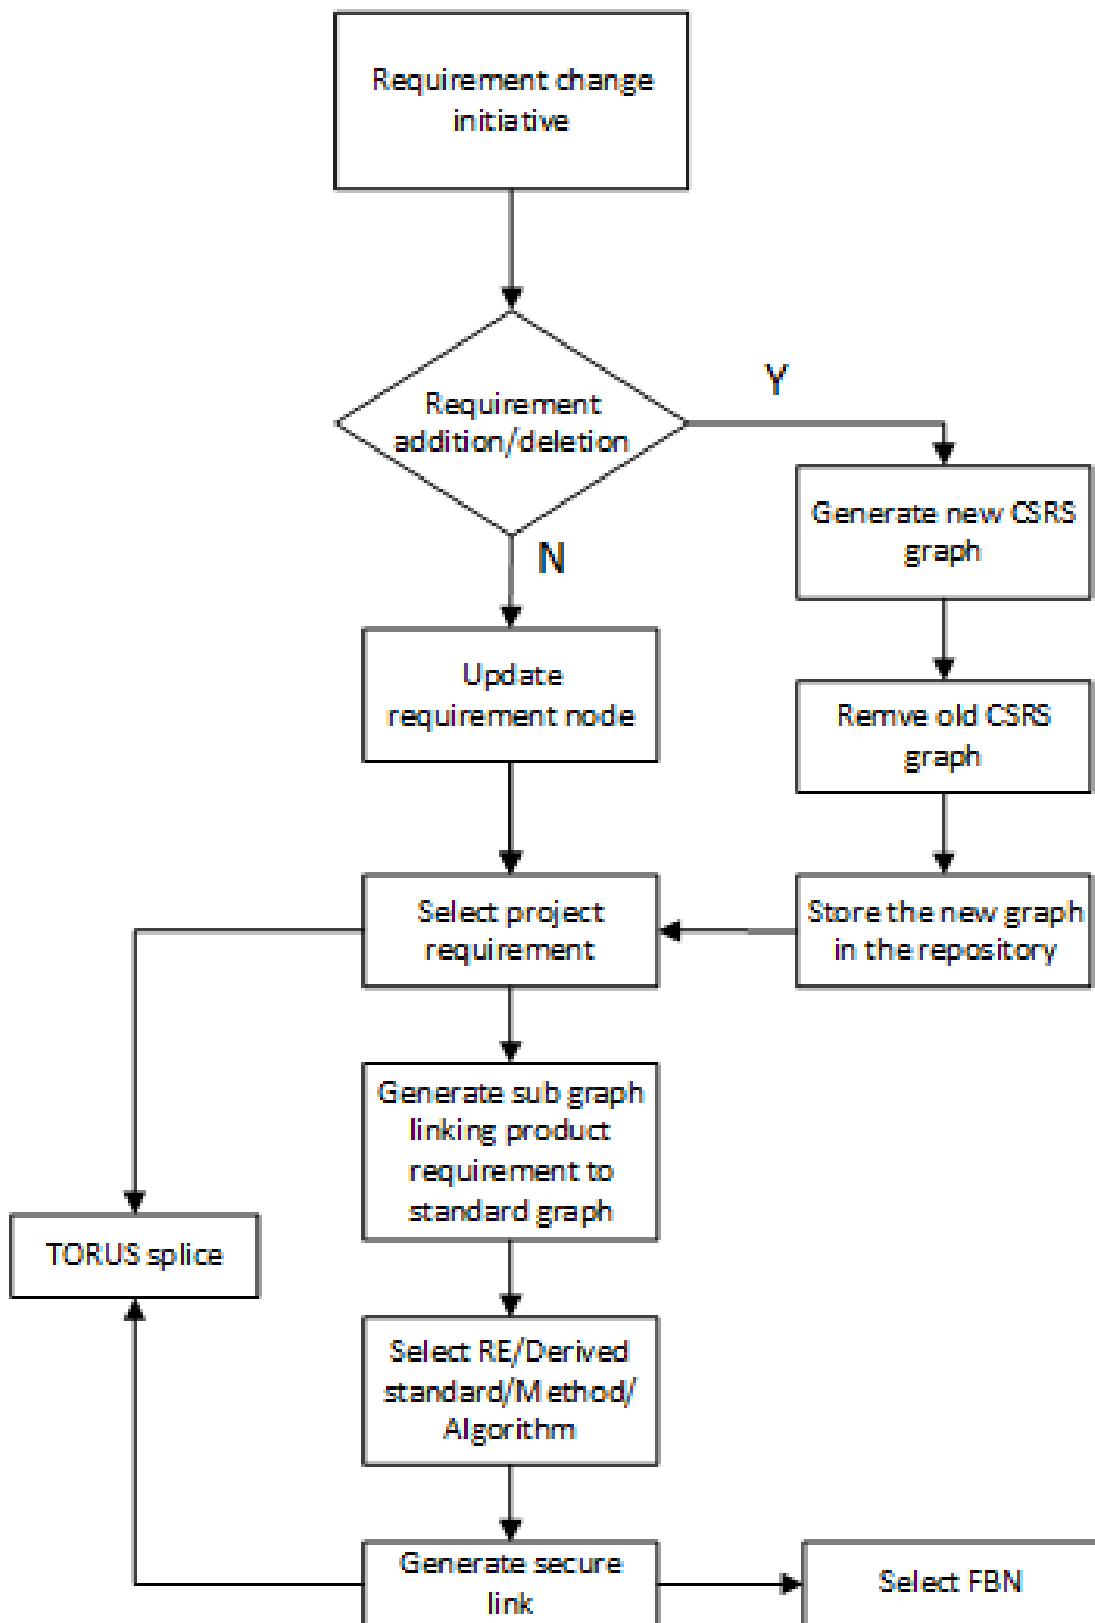 Requirement change
initiative
Requirement
addition/deletion
Y
N
Generate new CSRS
graph
Update
requirement node
Remve old CSRS
graph
Select project
requirement
Store the new graph
in the repository
Generate sub graph
linking product
requirement to
standard graph
TORUS splice
Select RE/Derived
standard/Method/
Algorithm
Generate secure
link
Select FBN